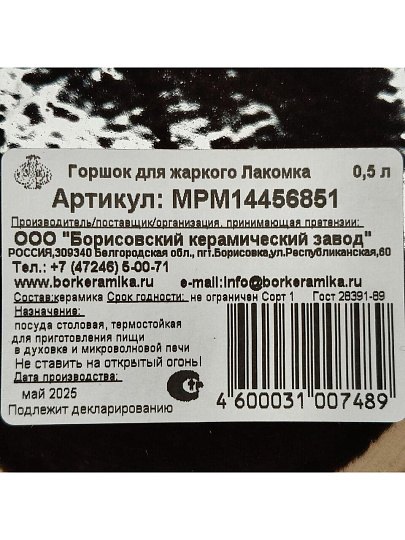 Горшок для жаркого Лакомка 0,5 л
Артикул: МРМ14456851
Производитель/поставщик/организация, принимающая претензии:
ООО "Борисовский керамический завод"
РОССИЯ,309340 Белгородская обл., пгт.Борисовка,ул.Республиканская,60
Тел.: +7 (47246) 5-00-71
www.borkeramika.ru e-mail:info@borkeramika.ru
Состав:керамика Срок годности: не ограничен Сорт 1 Гост 28391-89
Назначение:
посуда столовая, термостойкая
для приготовления пищи
в духовке и микроволновой печи
Не ставить на открытый огонь!
Дата производства:
май 2025
Подлежит декларированию
4 600031 007489